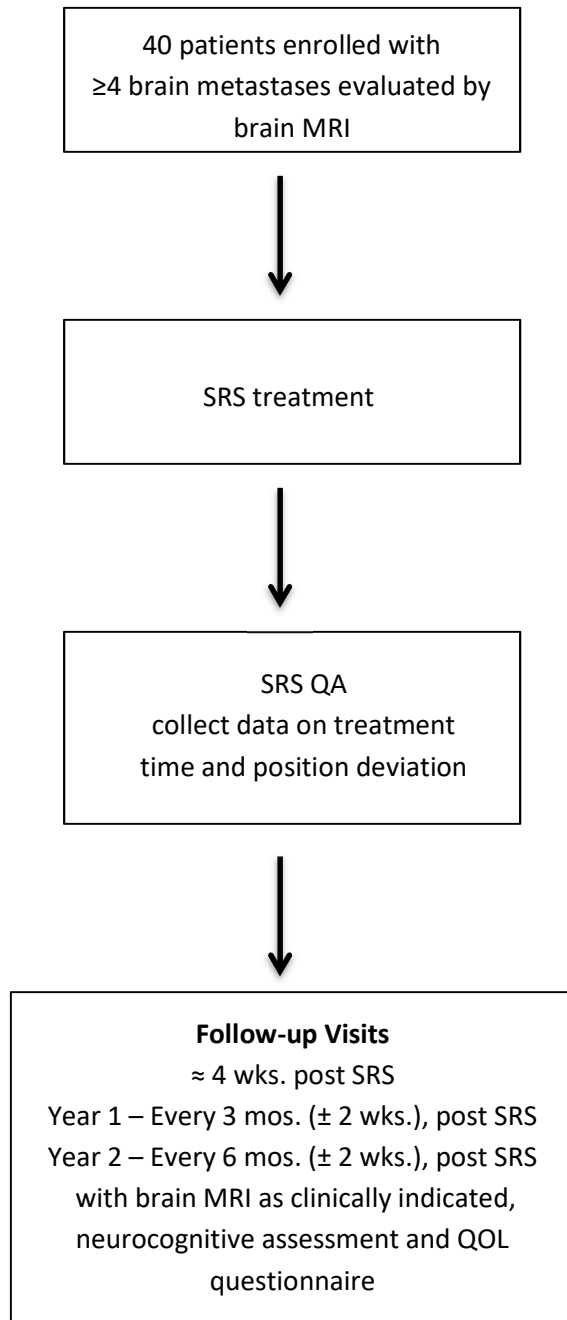 40 patients enrolled with
≥4 brain metastases evaluated by
brain MRI
SRS treatment
SRS QA
collect data on treatment
time and position deviation
Follow-up Visits
≈ 4 wks. post SRS
Year 1 – Every 3 mos. (± 2 wks.), post SRS
Year 2 – Every 6 mos. (± 2 wks.), post SRS
with brain MRI as clinically indicated,
neurocognitive assessment and QOL
questionnaire